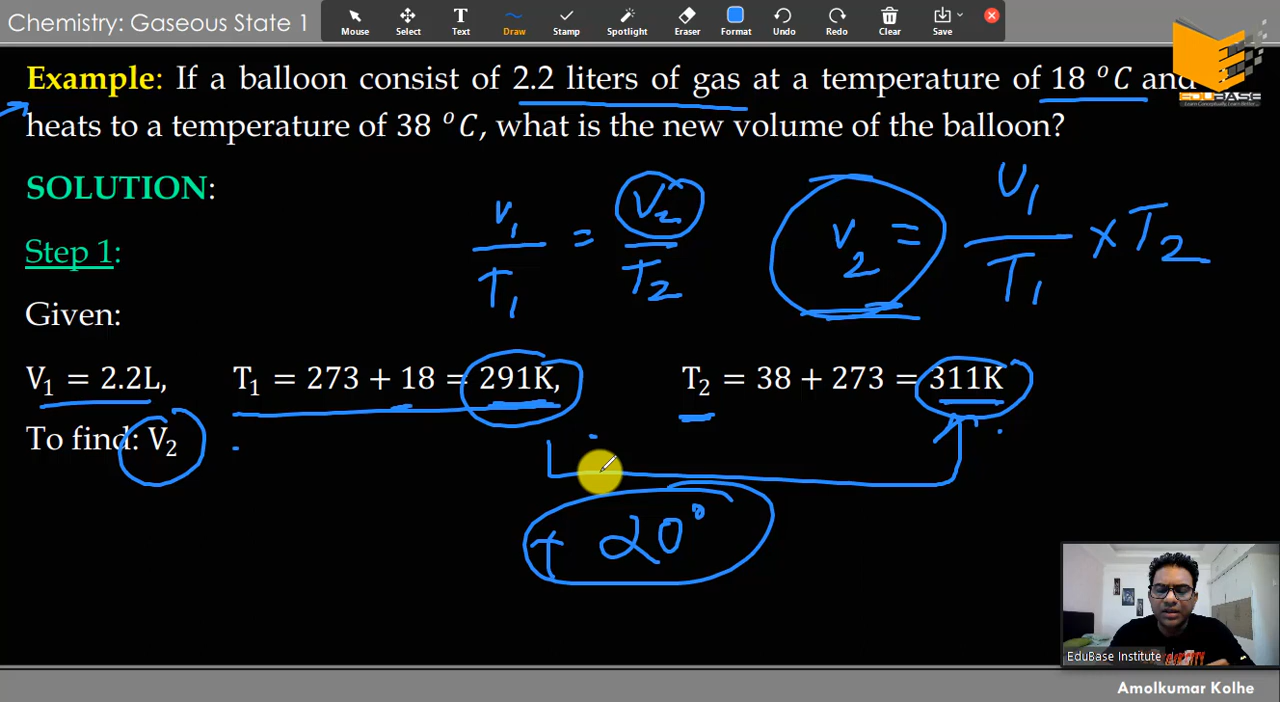 Chemistry: Gaseous State 1
Mouse Select Text Draw Stamp Spotlight Eraser Format Undo Redo Clear Save
Example: If a balloon consist of 2.2 liters of gas at a temperature of 18 °C and
heats to a temperature of 38 °C, what is the new volume of the balloon?
EDUBASE
SOLUTION:
V₁/T₁ = V₂/T₂
V₂ = V₁/T₁ × T₂
Step 1:
Given:
V₁ = 2.2L, T₁ = 273 + 18 = 291K, T₂ = 38 + 273 = 311K
To find: V₂
+ 20°
EduBase Institute
Amolkumar Kolhe